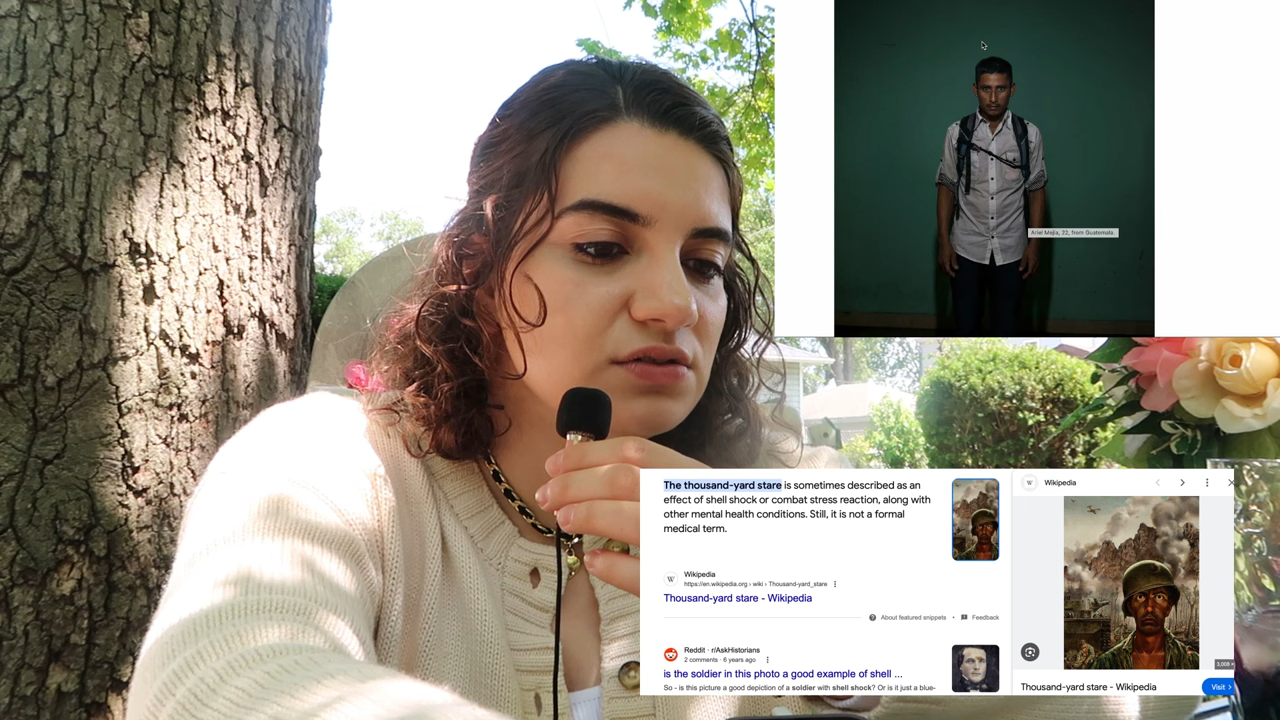 Ariel Mejia, 22, from Guatemala.
The thousand-yard stare is sometimes described as an
effect of shell shock or combat stress reaction, along with
other mental health conditions. Still, it is not a formal
medical term.
W Wikipedia
https://en.wikipedia.org › wiki › Thousand-yard_stare
Thousand-yard stare - Wikipedia
About featured snippets • Feedback
Reddit · r/AskHistorians
2 comments · 6 years ago
is the soldier in this photo a good example of shell ...
So - is this picture a good depiction of a soldier with shell shock? Or is it just a blue-
W Wikipedia
3,008 ×
Thousand-yard stare - Wikipedia
Visit >